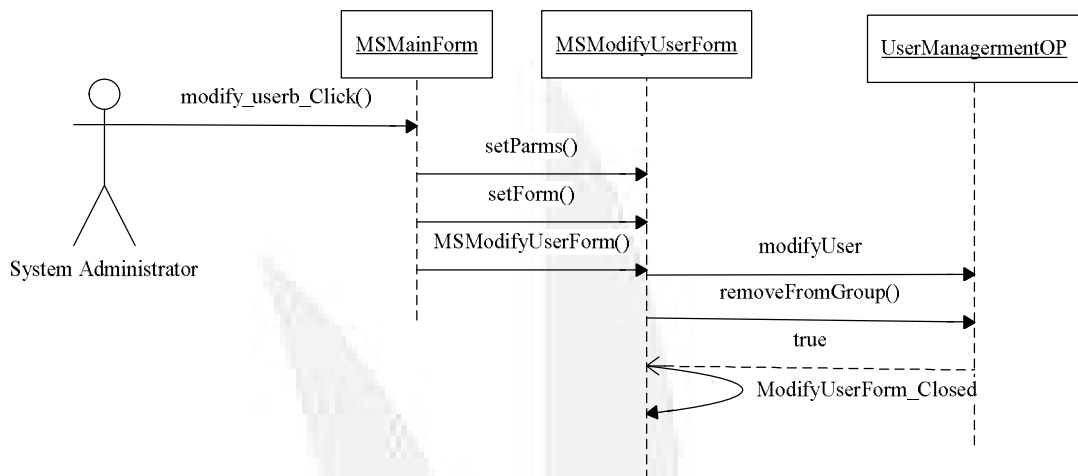 MSMainForm
MSModifyUserForm
UserManagermentOP
modify_userb_Click()
setParms()
setForm()
MSModifyUserForm()
modifyUser
System Administrator
removeFromGroup()
true
ModifyUserForm_Closed